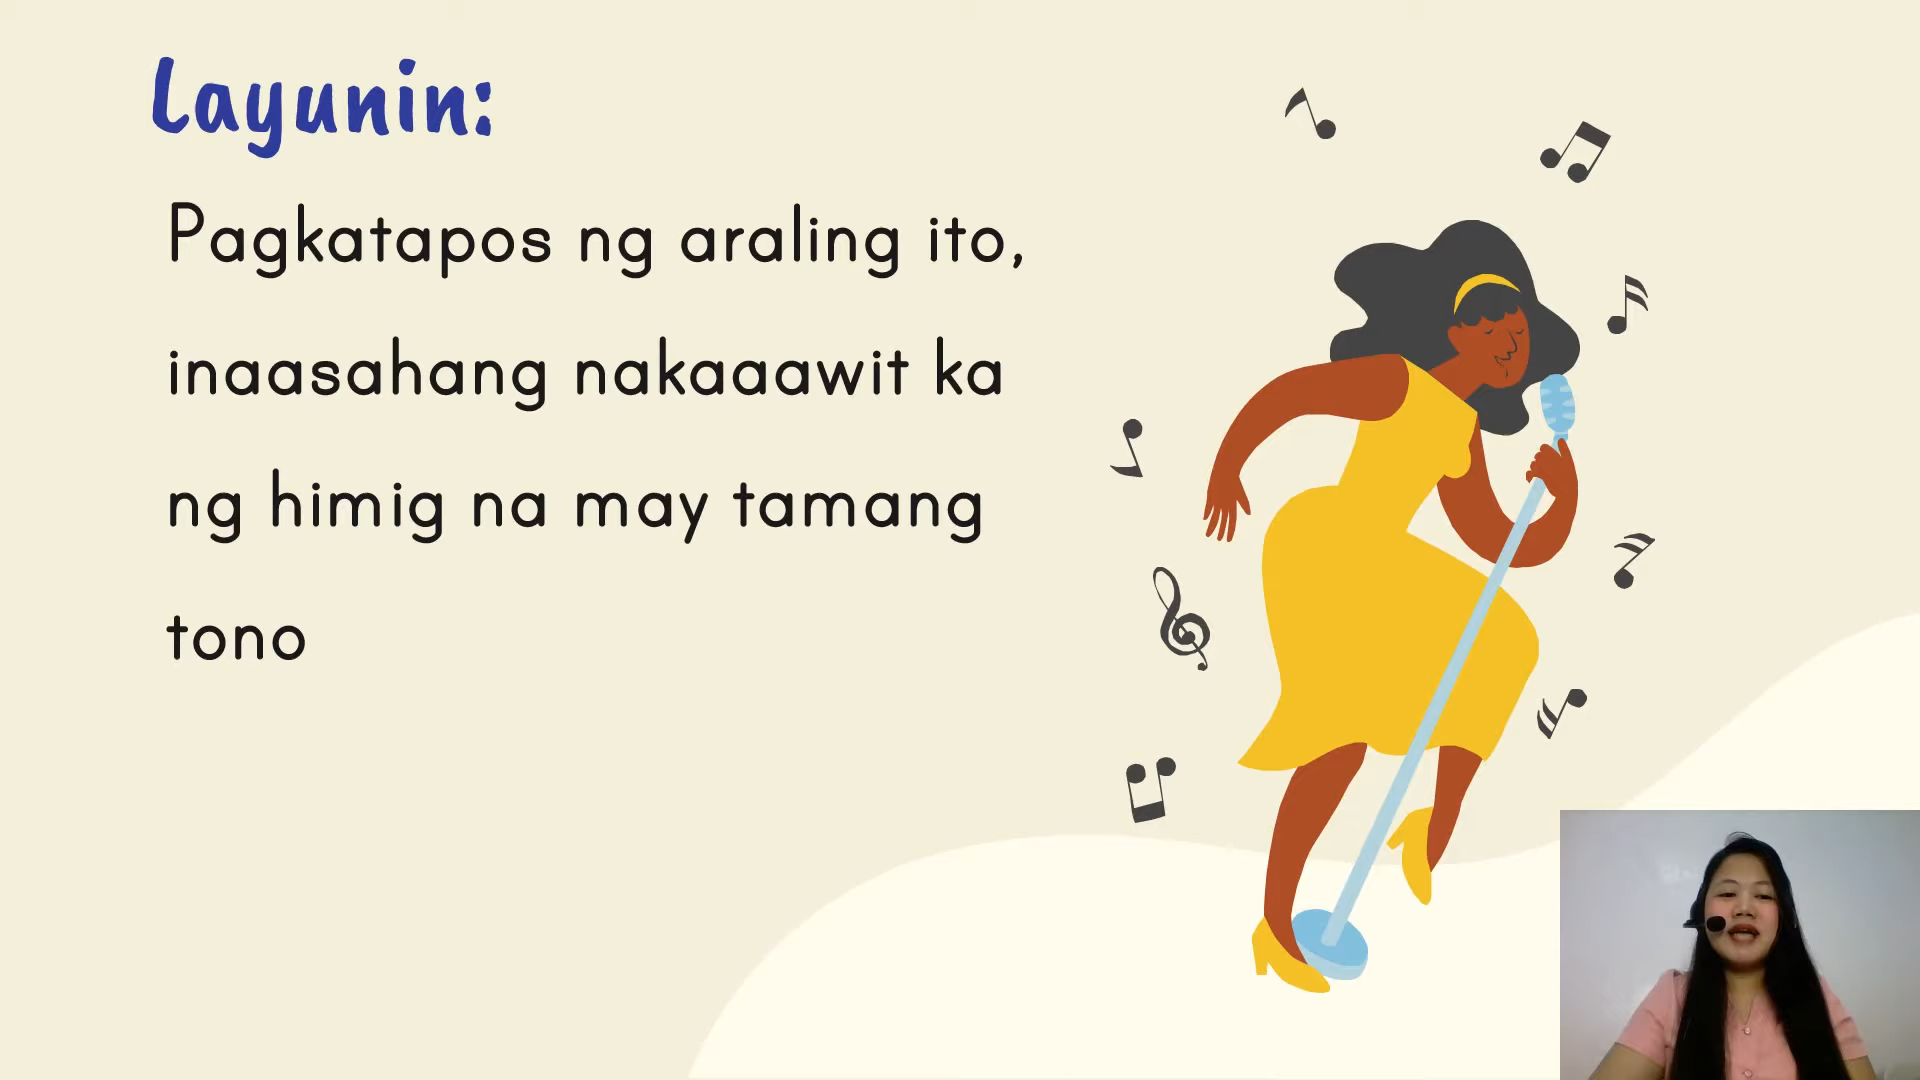 Layunin:
Pagkatapos ng araling ito,
inaasahang nakaaawit ka
ng himig na may tamang
tono